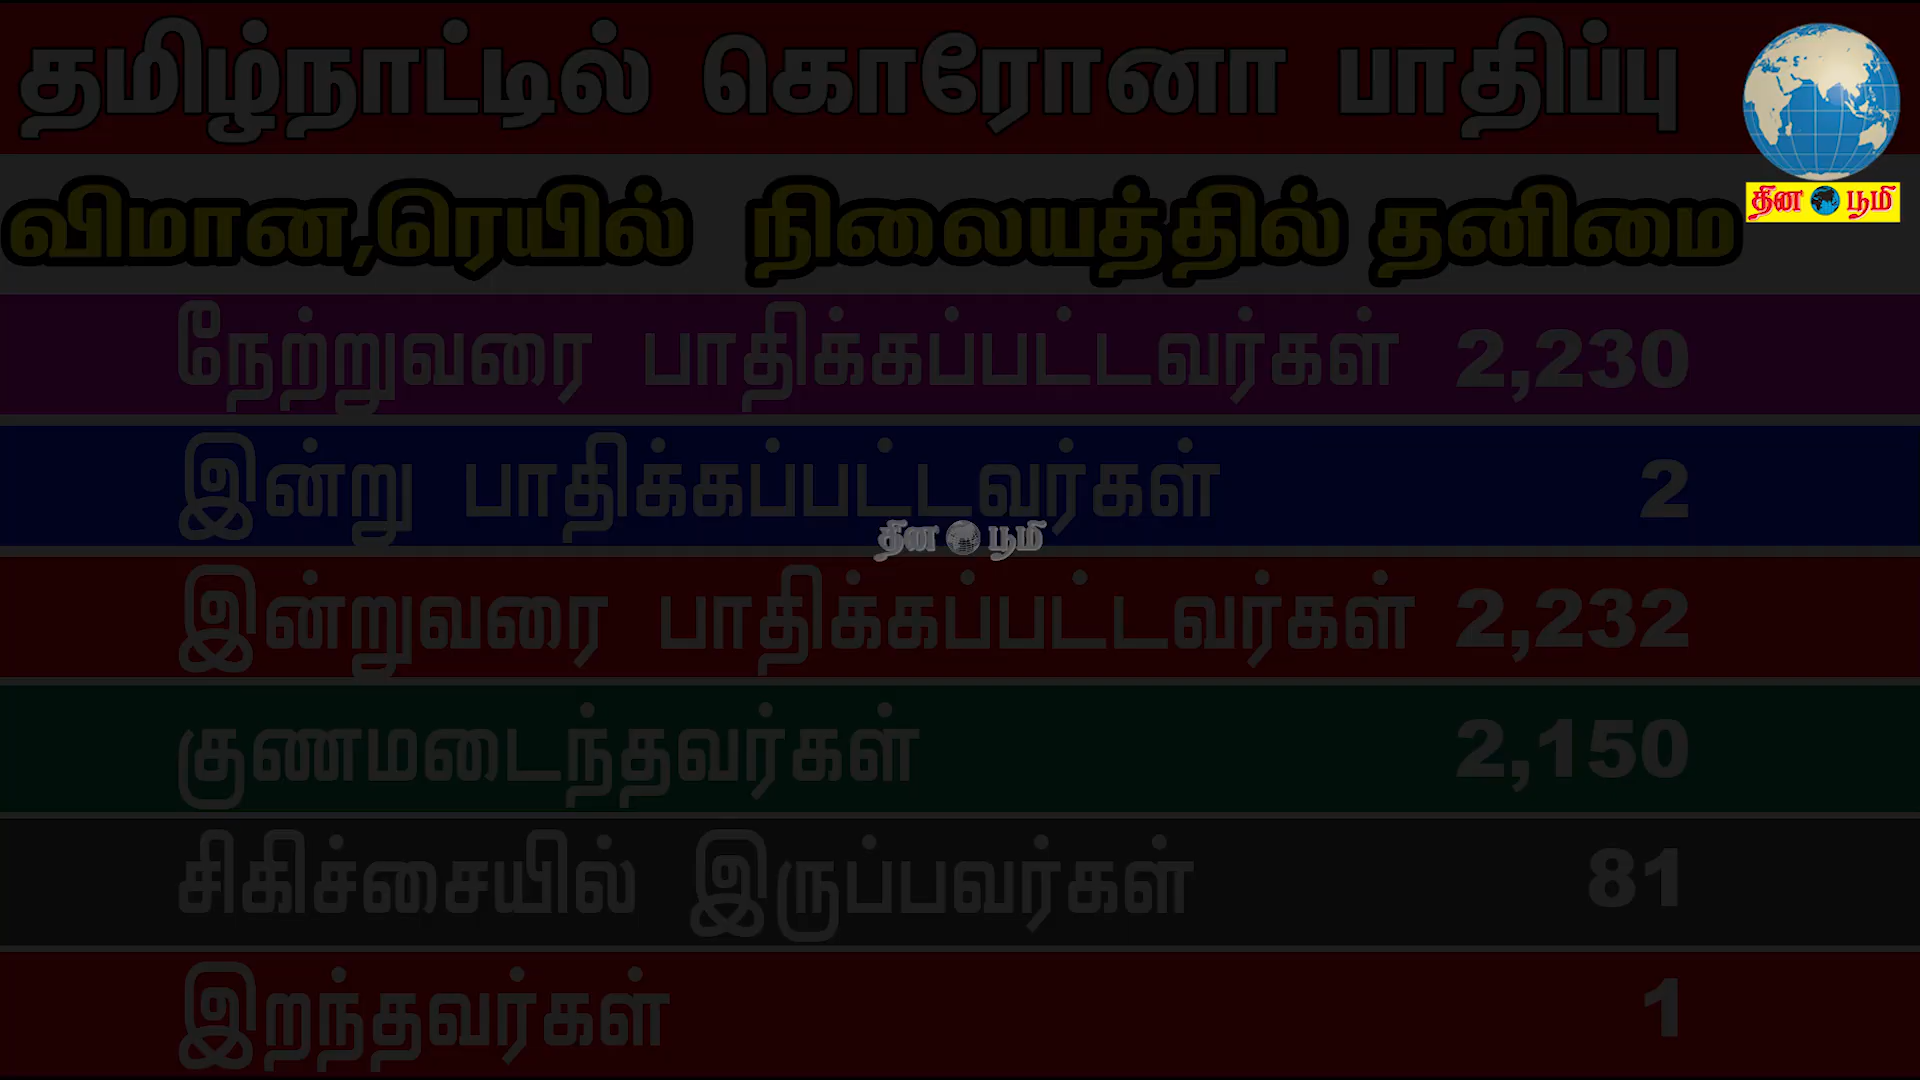 தமிழ்நாட்டில் கொரோனா பாதிப்பு
தின பூமி
விமான,ரெயில் நிலையத்தில் தனிமை
நேற்றுவரை பாதிக்கப்பட்டவர்கள் 2,230
இன்று பாதிக்கப்பட்டவர்கள் 2
தின பூமி
இன்றுவரை பாதிக்கப்பட்டவர்கள் 2,232
குணமடைந்தவர்கள் 2,150
சிகிச்சையில் இருப்பவர்கள் 81
இறந்தவர்கள் 1